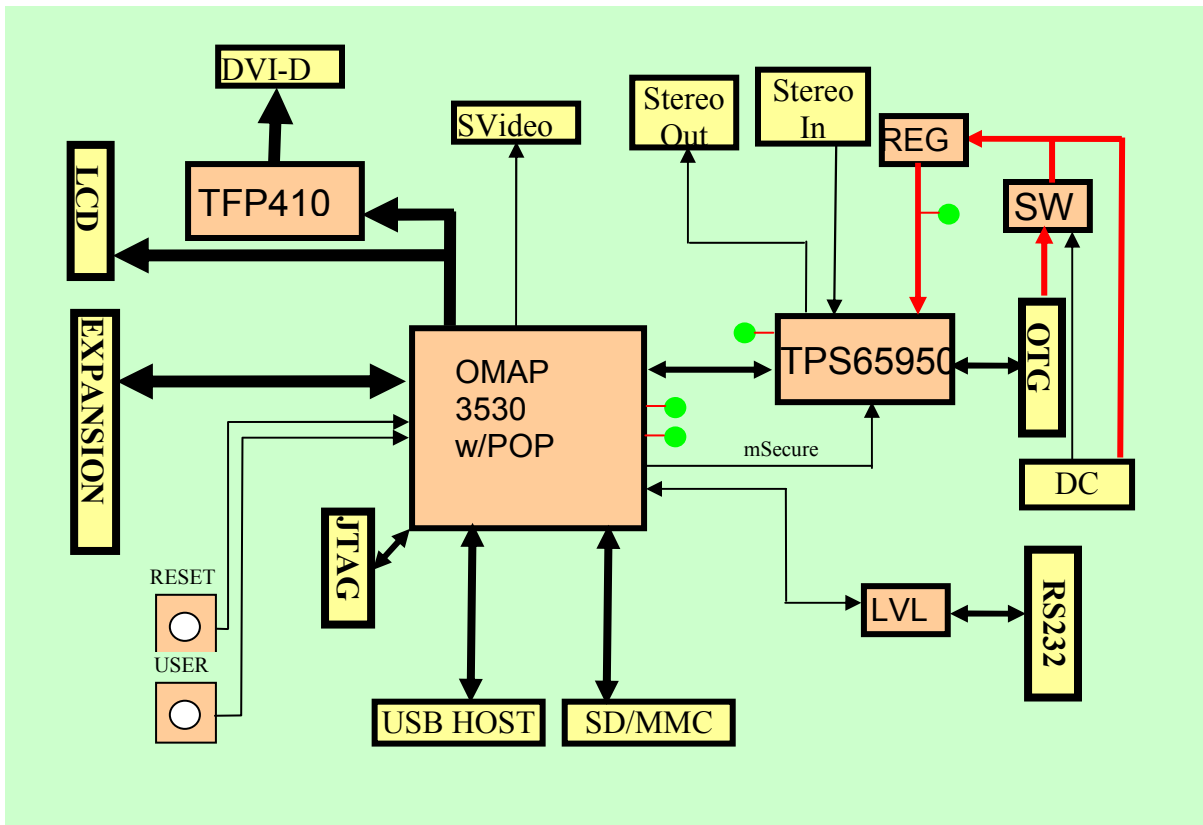 DVI-D
SVideo
Stereo
Out
Stereo
In
REG
LCD
TFP410
SW
EXPANSION
OMAP
3530
w/POP
TPS65950
OTG
mSecure
DC
JTAG
RESET
LVL
RS232
USER
USB HOST
SD/MMC